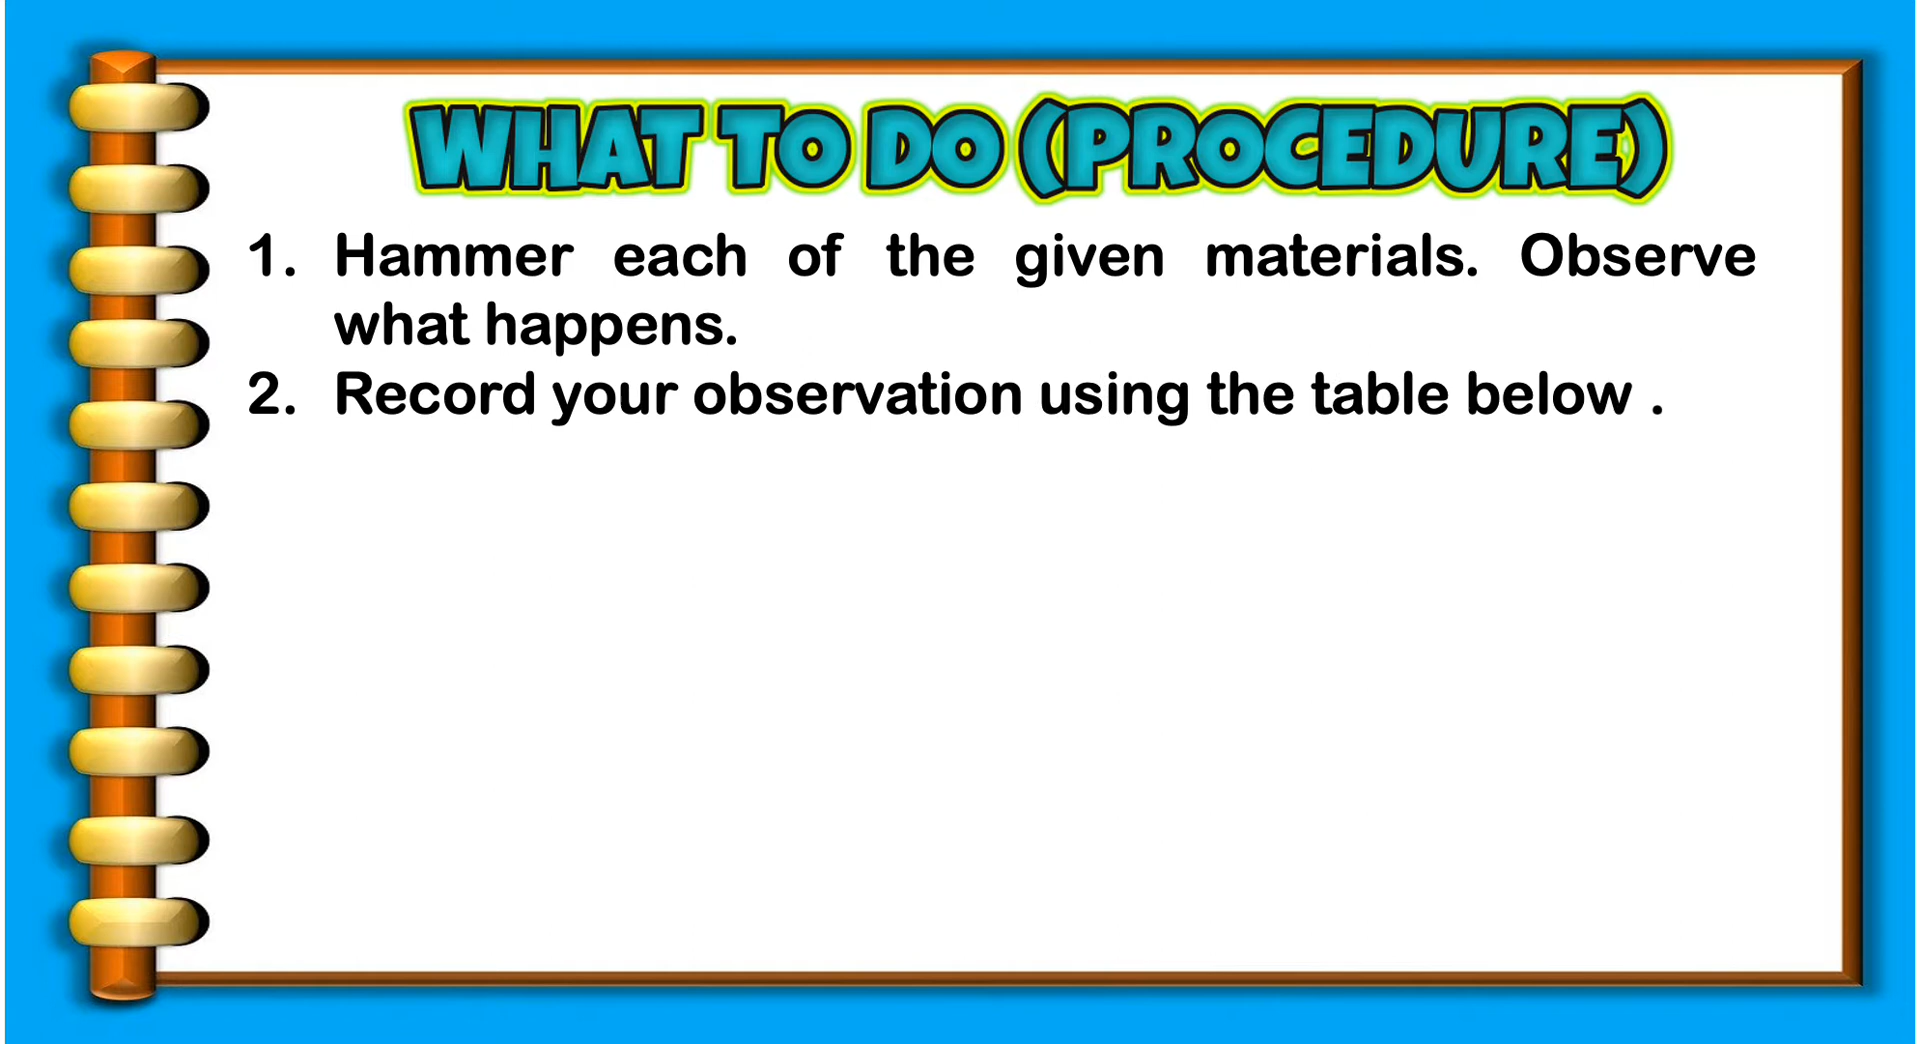 WHAT TO DO (PROCEDURE)
1. Hammer each of the given materials. Observe
what happens.
2. Record your observation using the table below .